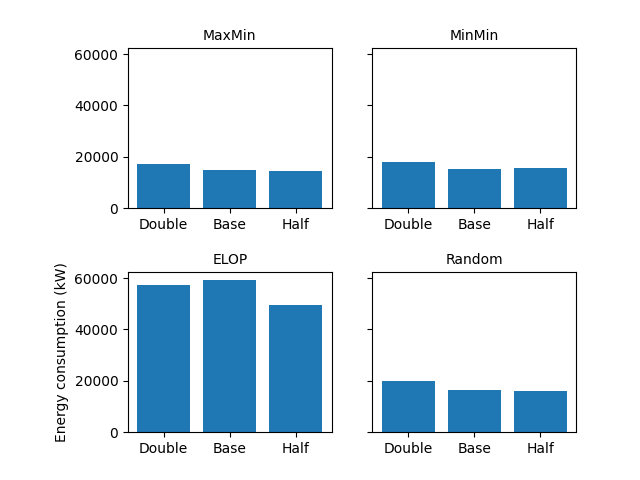 MaxMin
MinMin
60000
40000
20000
0
Double Base Half
Double Base Half
ELOP
Random
Energy consumption (kW)
60000
40000
20000
0
Double Base Half
Double Base Half